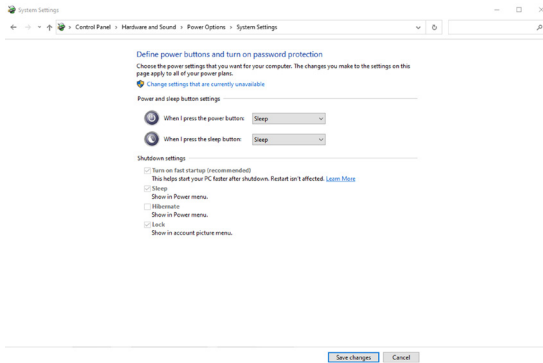 System Settings
Control Panel > Hardware and Sound > Power Options > System Settings
Define power buttons and turn on password protection
Choose the power settings that you want for your computer. The changes you make to the settings on this
page apply to all of your power plans.
Change settings that are currently unavailable
Power and sleep button settings
When I press the power button: Sleep
When I press the sleep button: Sleep
Shutdown settings
Turn on fast startup (recommended)
This helps start your PC faster after shutdown. Restart isn't affected. Learn More
Sleep
Show in Power menu.
Hibernate
Show in Power menu.
Lock
Show in account picture menu.
Save changes Cancel